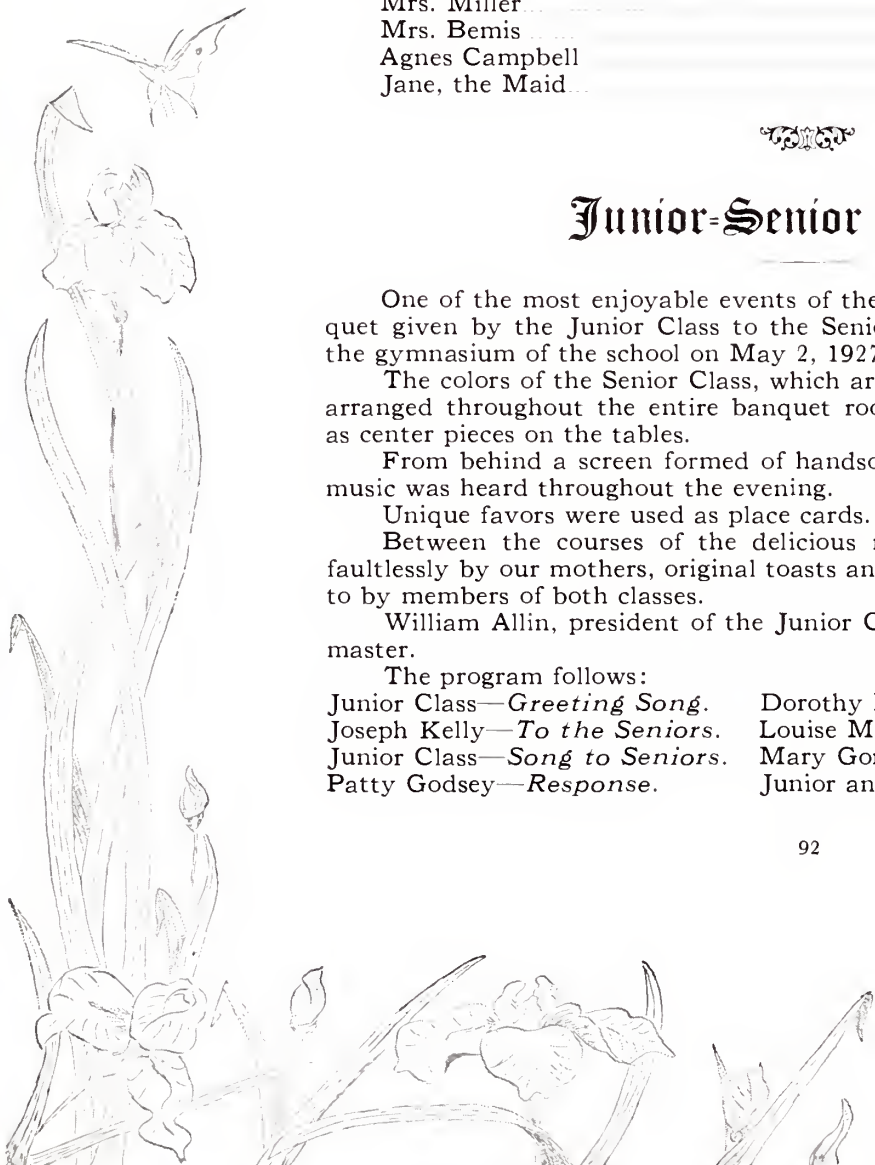 Mrs. Miller
Mrs. Bemis
Agnes Campbell
Jane, the Maid
Junior=Senior
One of the most enjoyable events of the
quet given by the Junior Class to the Seni
the gymnasium of the school on May 2, 1927
The colors of the Senior Class, which ar
arranged throughout the entire banquet roo
as center pieces on the tables.
From behind a screen formed of handso
music was heard throughout the evening.
Unique favors were used as place cards.
Between the courses of the delicious
faultlessly by our mothers, original toasts an
to by members of both classes.
William Allin, president of the Junior C
master.
The program follows:
Junior Class—Greeting Song. Dorothy
Joseph Kelly—To the Seniors. Louise M
Junior Class—Song to Seniors. Mary Gor
Patty Godsey—Response. Junior an
92